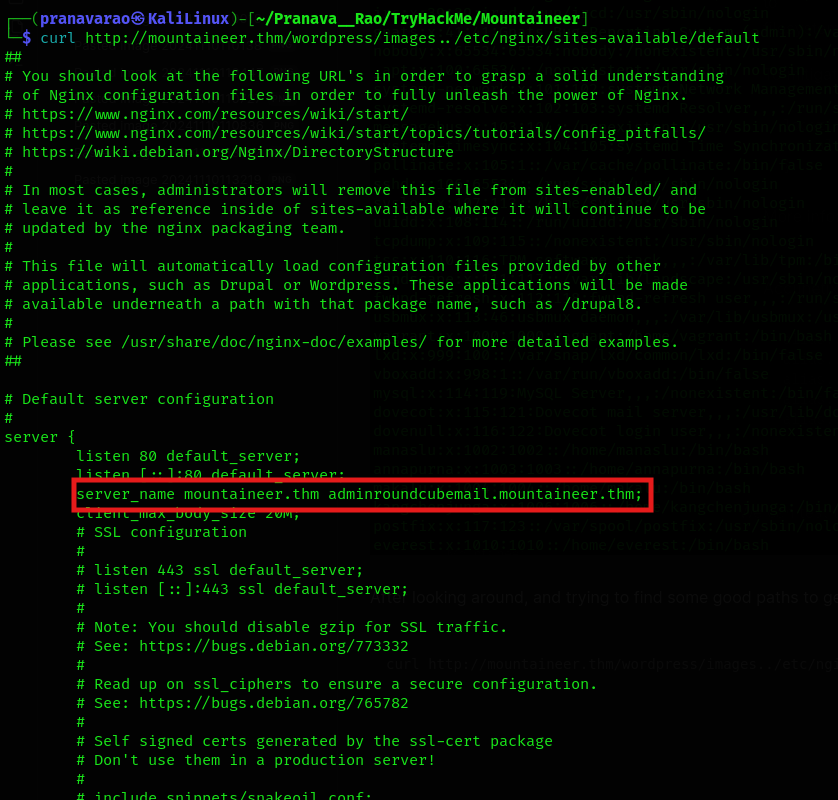 ┌──(pranavarao㉿KaliLinux)-[~/Pranava__Rao/TryHackMe/Mountaineer]
└─$ curl http://mountaineer.thm/wordpress/images../etc/nginx/sites-available/default
##
# You should look at the following URL's in order to grasp a solid understanding
# of Nginx configuration files in order to fully unleash the power of Nginx.
# https://www.nginx.com/resources/wiki/start/
# https://www.nginx.com/resources/wiki/start/topics/tutorials/config_pitfalls/
# https://wiki.debian.org/Nginx/DirectoryStructure
#
# In most cases, administrators will remove this file from sites-enabled/ and
# leave it as reference inside of sites-available where it will continue to be
# updated by the nginx packaging team.
#
# This file will automatically load configuration files provided by other
# applications, such as Drupal or Wordpress. These applications will be made
# available underneath a path with that package name, such as /drupal8.
#
# Please see /usr/share/doc/nginx-doc/examples/ for more detailed examples.
##

# Default server configuration
#
server {
        listen 80 default_server;
        listen [::]:80 default_server;
        server_name mountaineer.thm adminroundcubemail.mountaineer.thm;
        client_max_body_size 20M;
        # SSL configuration
        #
        # listen 443 ssl default_server;
        # listen [::]:443 ssl default_server;
        #
        # Note: You should disable gzip for SSL traffic.
        # See: https://bugs.debian.org/773332
        #
        # Read up on ssl_ciphers to ensure a secure configuration.
        # See: https://bugs.debian.org/765782
        #
        # Self signed certs generated by the ssl-cert package
        # Don't use them in a production server!
        #
        # include snippets/snakeoil.conf;